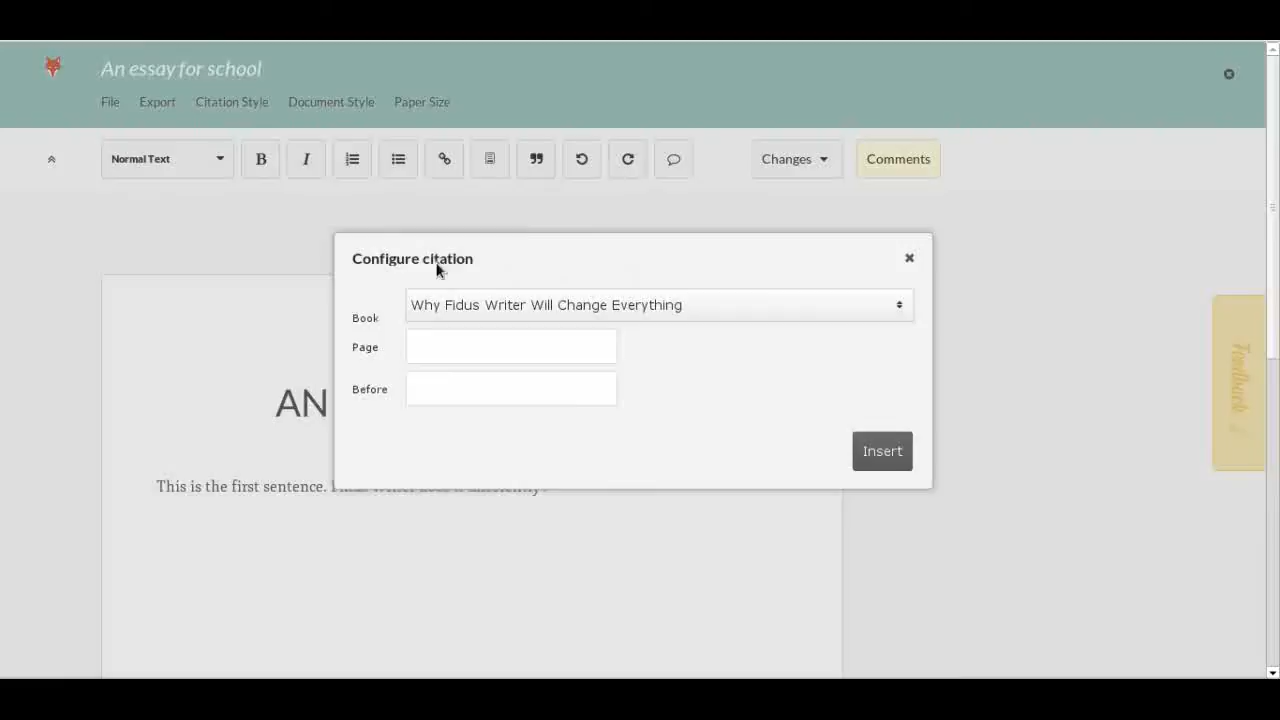 An essay for school
File Export Citation Style Document Style Paper Size
Normal Text B I Changes Comments
Configure citation
Book Why Fidus Writer Will Change Everything
Page
Before
AN
Insert
This is the first sentence.
Feedback